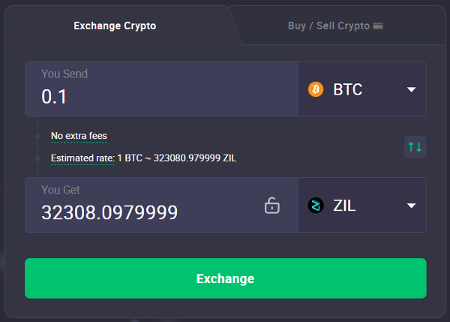 Exchange Crypto
Buy / Sell Crypto
You Send
0.1
BTC
No extra fees
Estimated rate: 1 BTC ~ 323080.979999 ZIL
You Get
32308.0979999
ZIL
Exchange